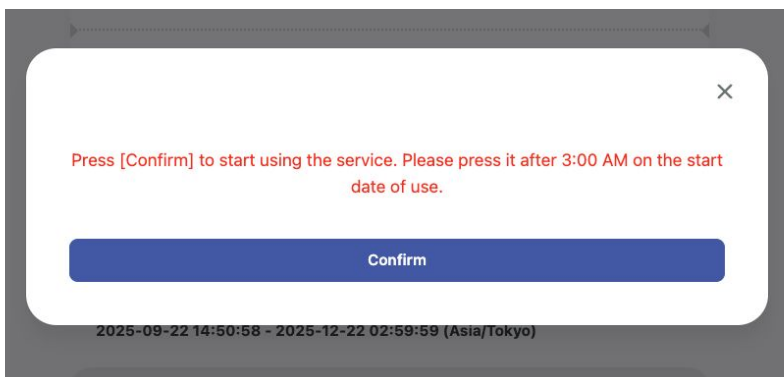 Press [Confirm] to start using the service. Please press it after 3:00 AM on the start
date of use.
Confirm
2025-09-22 14:50:58 - 2025-12-22 02:59:59 (Asia/Tokyo)